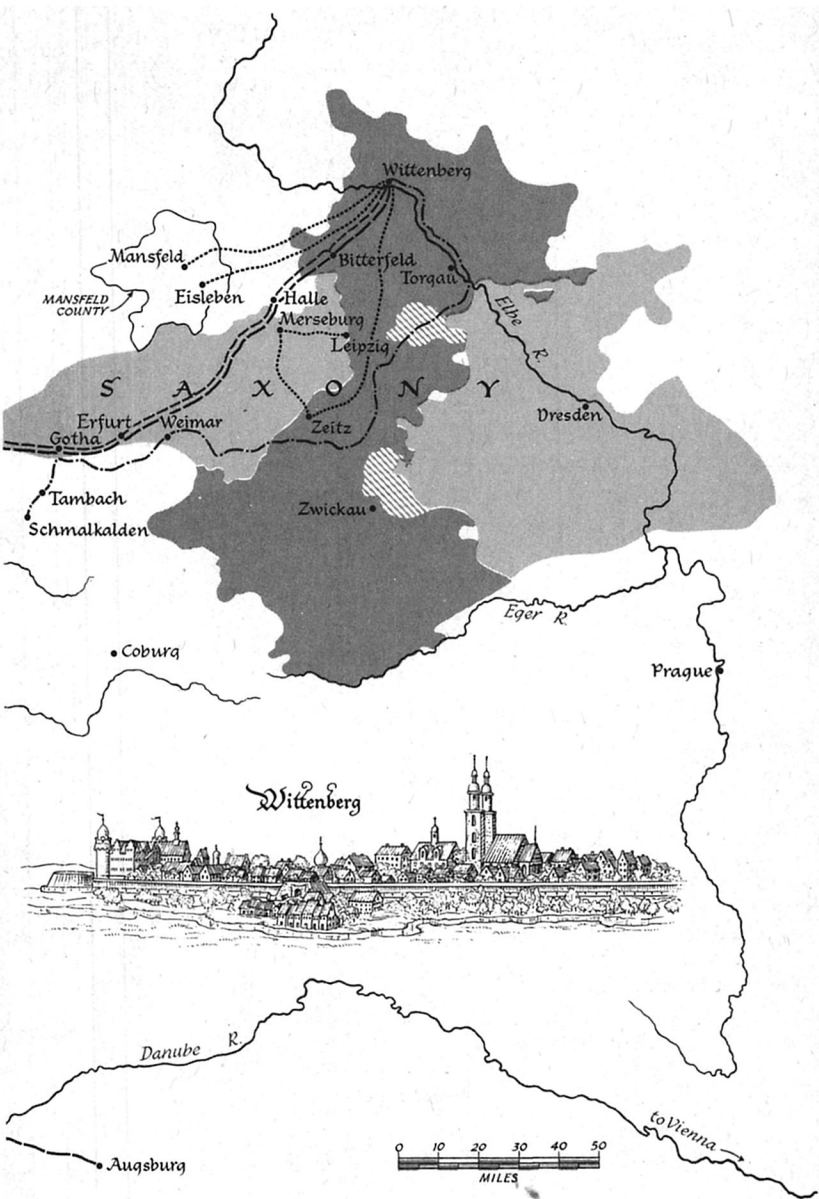 Wittenberg
Mansfeld
Bitterfeld
Torgau
Eisleben
MANSFELD
COUNTY
Halle
Elbe R.
Merseburg
Leipzig
SAXONY
Dresden
Erfurt
Weimar
Zeitz
Gotha
Tambach
Zwickau
Schmalkalden
Eger R.
Coburg
Prague
Wittenberg
Danube R.
to Vienna
Augsburg
0 10 20 30 40 50
MILES